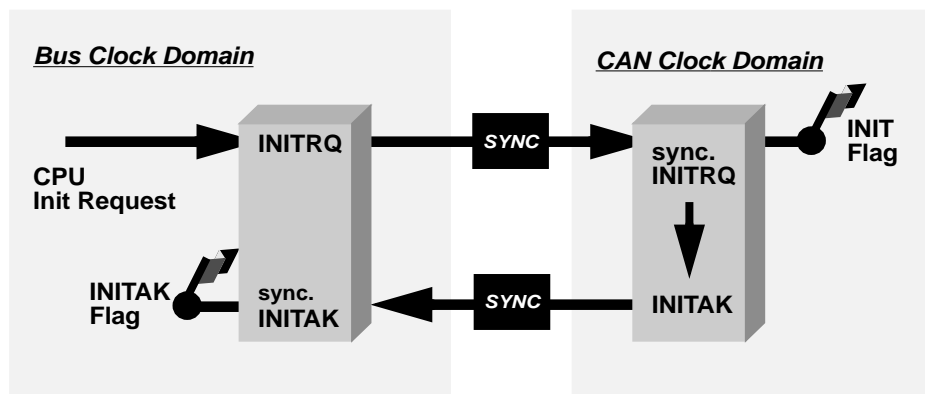 Bus Clock Domain
CAN Clock Domain
CPU
Init Request
INITRQ
SYNC
sync.
INITRQ
INIT
Flag
INITAK
Flag
sync.
INITAK
SYNC
INITAK